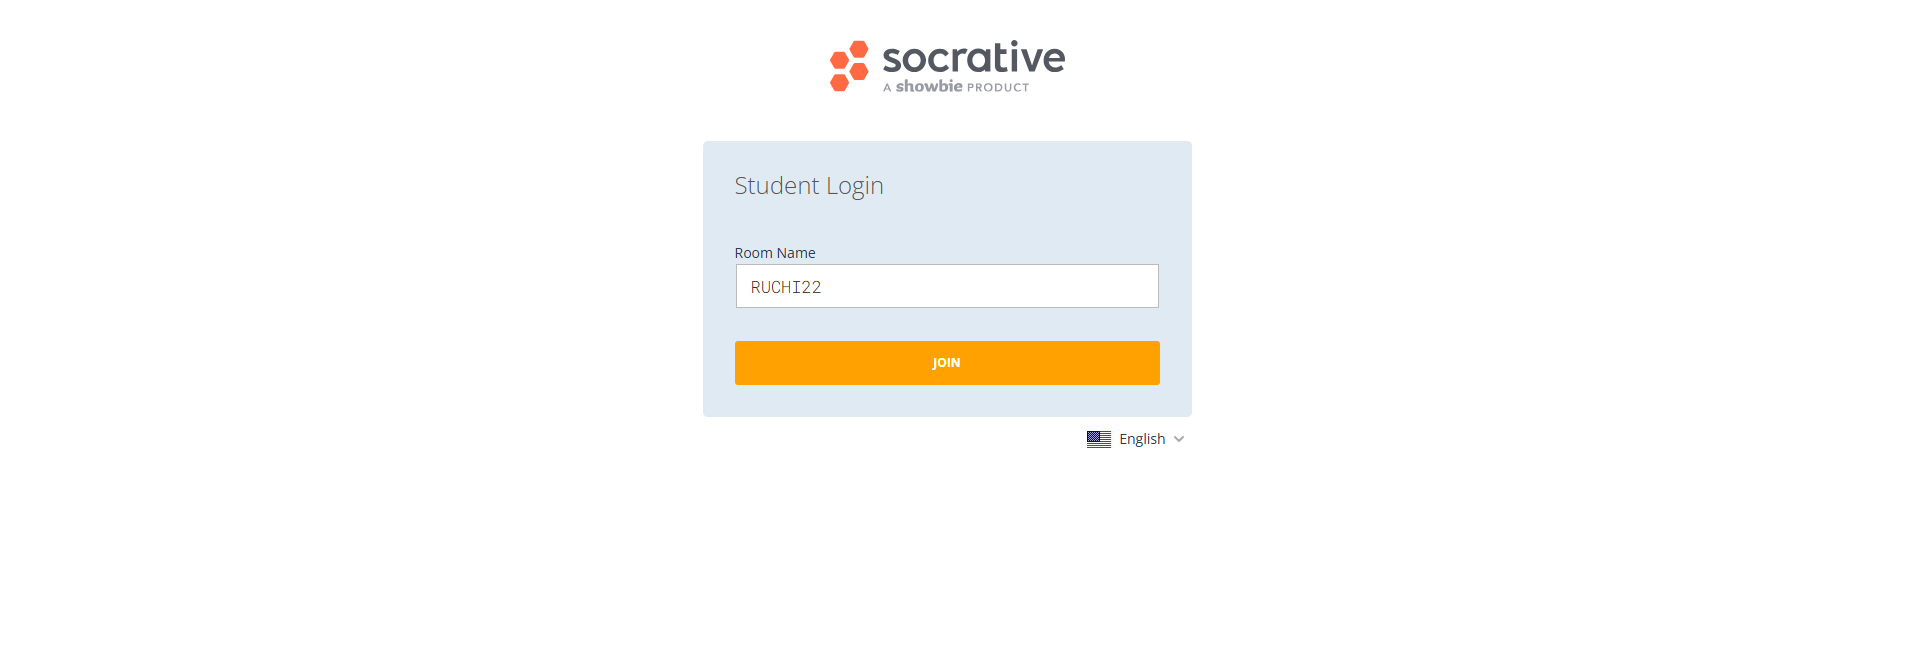 socrative
A showbie PRODUCT
Student Login
Room Name
RUCHI22
JOIN
English